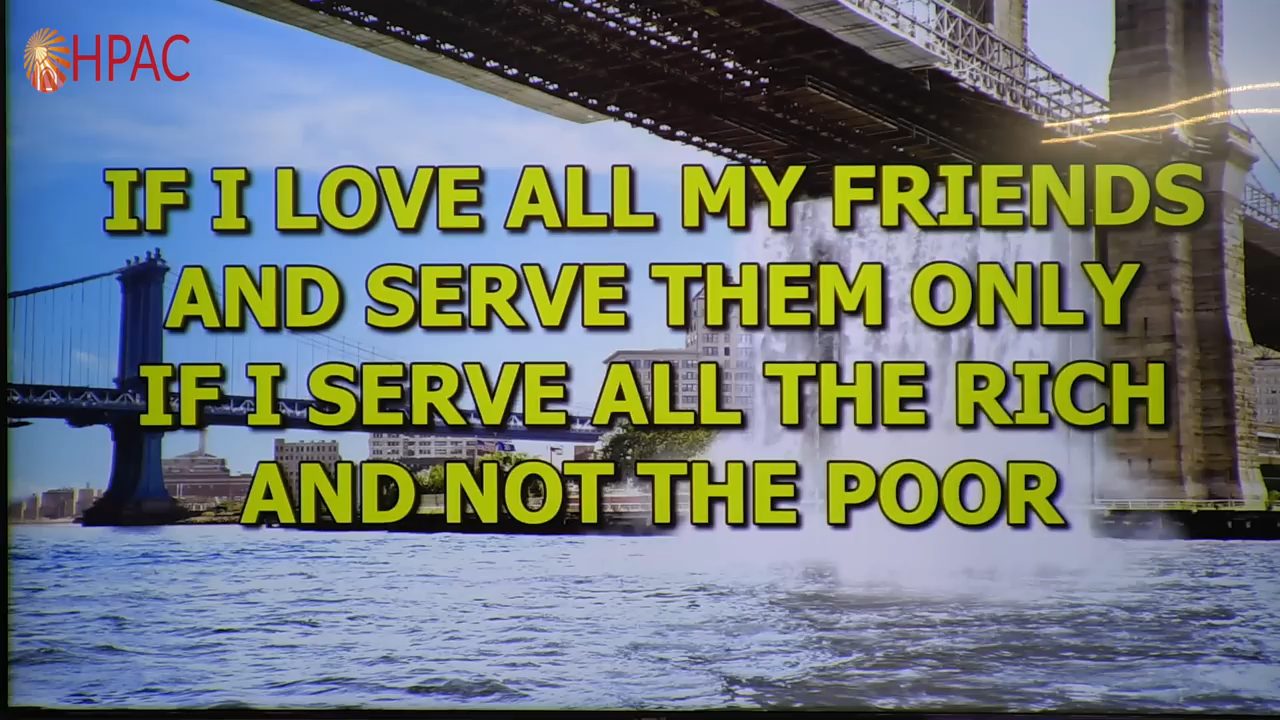 HPAC
IF I LOVE ALL MY FRIENDS
AND SERVE THEM ONLY
IF I SERVE ALL THE RICH
AND NOT THE POOR